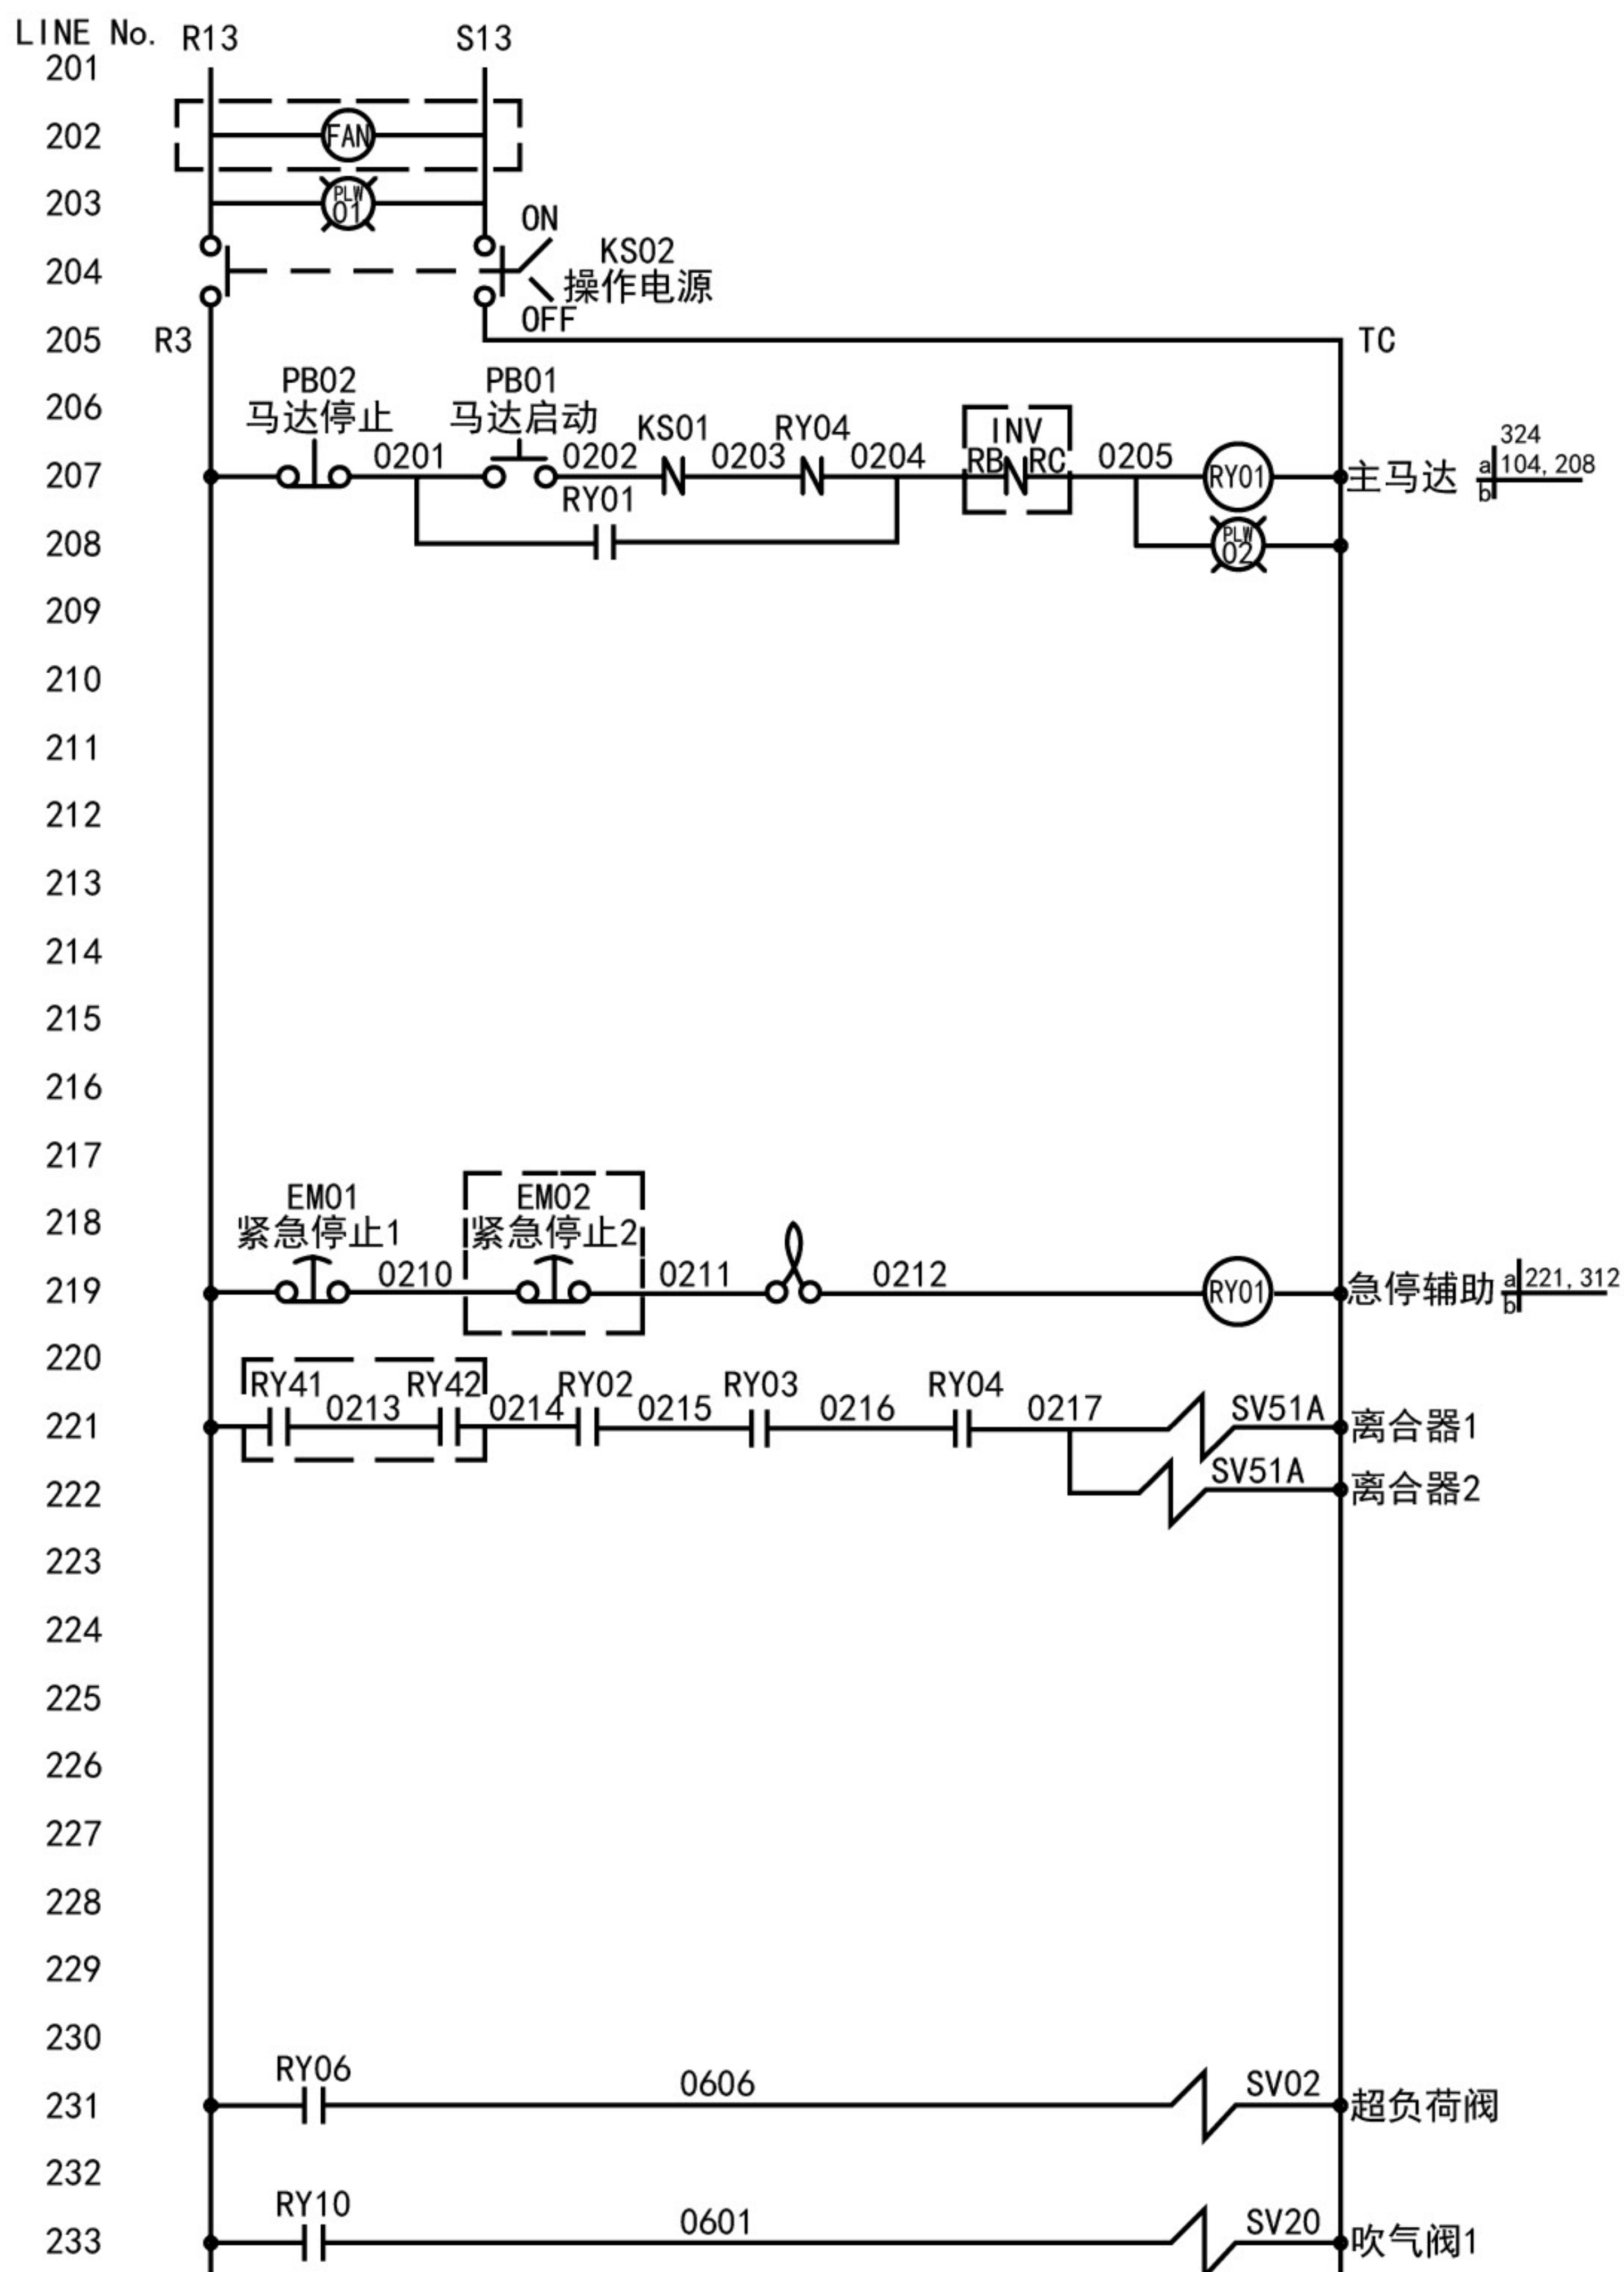 LINE No. R13 S13
201
202 FAN
203 PLW 01
ON
204 KS02
操作电源
OFF
205 R3 TC
PB02 PB01
206 马达停止 马达启动
KS01 RY04 INV
324
207 0201 0202 0203 0204 RB RC 0205 RY01 主马达 a 104, 208
b
RY01
208 PLW 02
209
210
211
212
213
214
215
216
217
EM01 EM02
218 紧急停止1 紧急停止2
219 0210 0211 0212 RY01 急停辅助 a 221, 312
b
220
RY41 RY42 RY02 RY03 RY04
221 0213 0214 0215 0216 0217 SV51A 离合器1
222 SV51A 离合器2
223
224
225
226
227
228
229
230
RY06
231 0606 SV02 超负荷阀
232
RY10
233 0601 SV20 吹气阀1